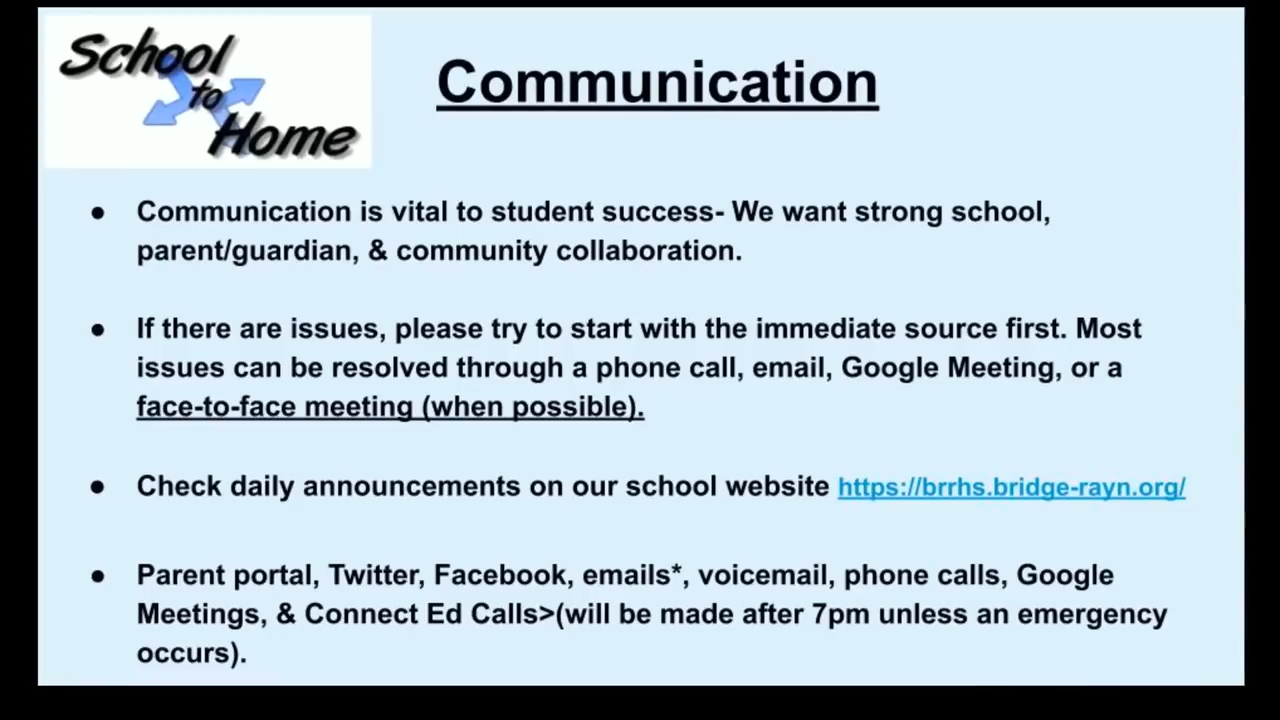 School
to
Home
Communication
● Communication is vital to student success- We want strong school,
parent/guardian, & community collaboration.
● If there are issues, please try to start with the immediate source first. Most
issues can be resolved through a phone call, email, Google Meeting, or a
face-to-face meeting (when possible).
● Check daily announcements on our school website https://brrhs.bridge-rayn.org/
● Parent portal, Twitter, Facebook, emails*, voicemail, phone calls, Google
Meetings, & Connect Ed Calls>(will be made after 7pm unless an emergency
occurs).